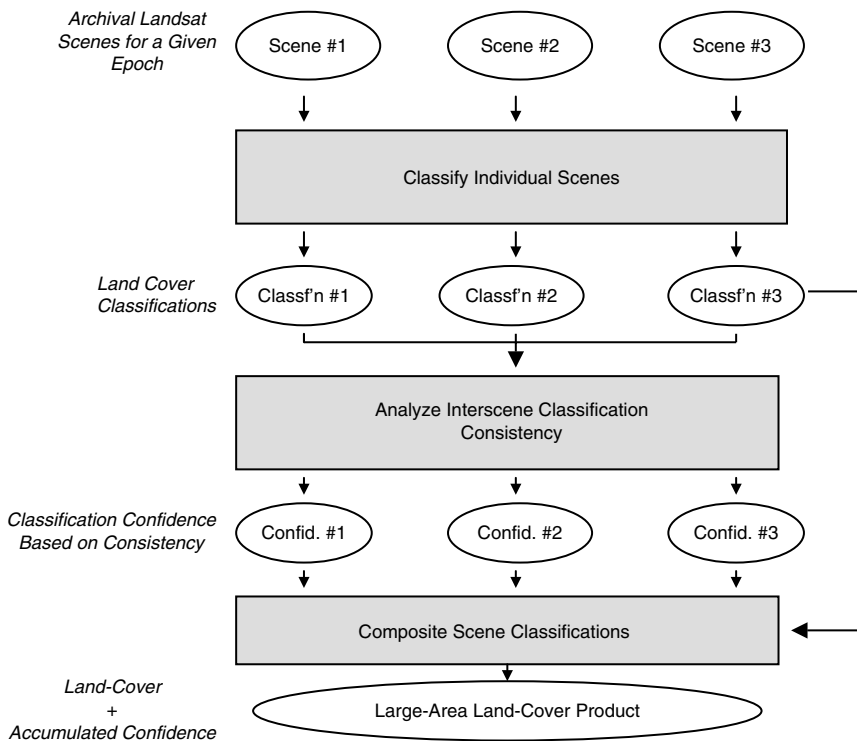 Archival Landsat
Scenes for a Given
Epoch
Scene #1
Scene #2
Scene #3
Classify Individual Scenes
Land Cover
Classifications
Classf'n #1
Classf'n #2
Classf'n #3
Analyze Interscene Classification
Consistency
Classification Confidence
Based on Consistency
Confid. #1
Confid. #2
Confid. #3
Composite Scene Classifications
Land-Cover
+
Accumulated Confidence
Large-Area Land-Cover Product